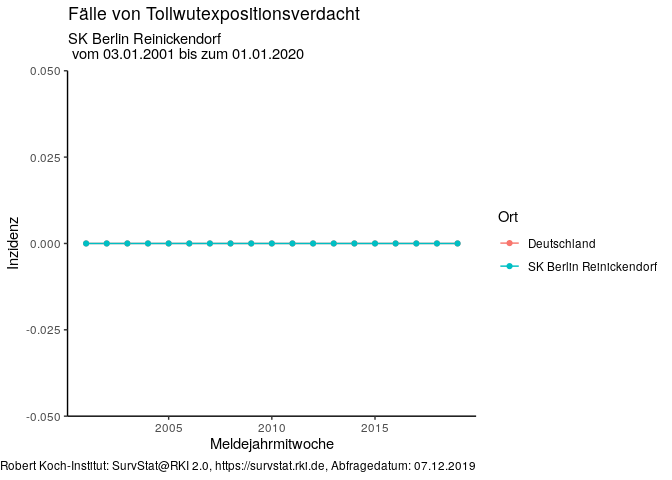 Fälle von Tollwutexpositionsverdacht
SK Berlin Reinickendorf
vom 03.01.2001 bis zum 01.01.2020
0.050
0.025
0.000
-0.025
-0.050
Inzidenz
2005 2010 2015
Meldejahrmitwoche
Ort
Deutschland
SK Berlin Reinickendorf
Robert Koch-Institut: SurvStat@RKI 2.0, https://survstat.rki.de, Abfragedatum: 07.12.2019